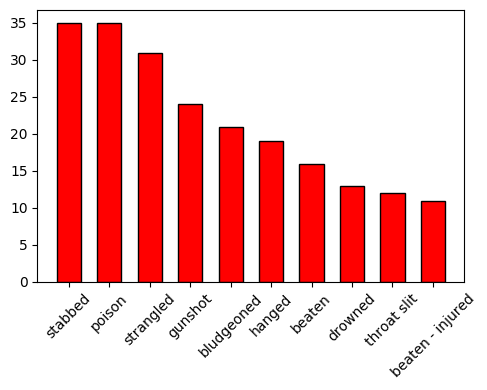 35
30
25
20
15
10
5
0
stabbed
poison
strangled
gunshot
bludgeoned
hanged
beaten
drowned
throat slit
beaten - injured